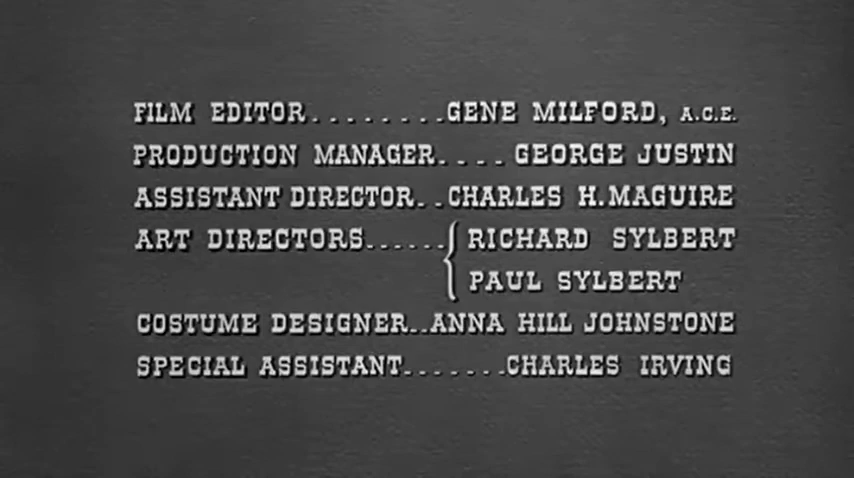 FILM EDITOR........GENE MILFORD, A.C.E.
PRODUCTION MANAGER....GEORGE JUSTIN
ASSISTANT DIRECTOR..CHARLES H. MAGUIRE
ART DIRECTORS......{RICHARD SYLBERT
PAUL SYLBERT
COSTUME DESIGNER..ANNA HILL JOHNSTONE
SPECIAL ASSISTANT.......CHARLES IRVING